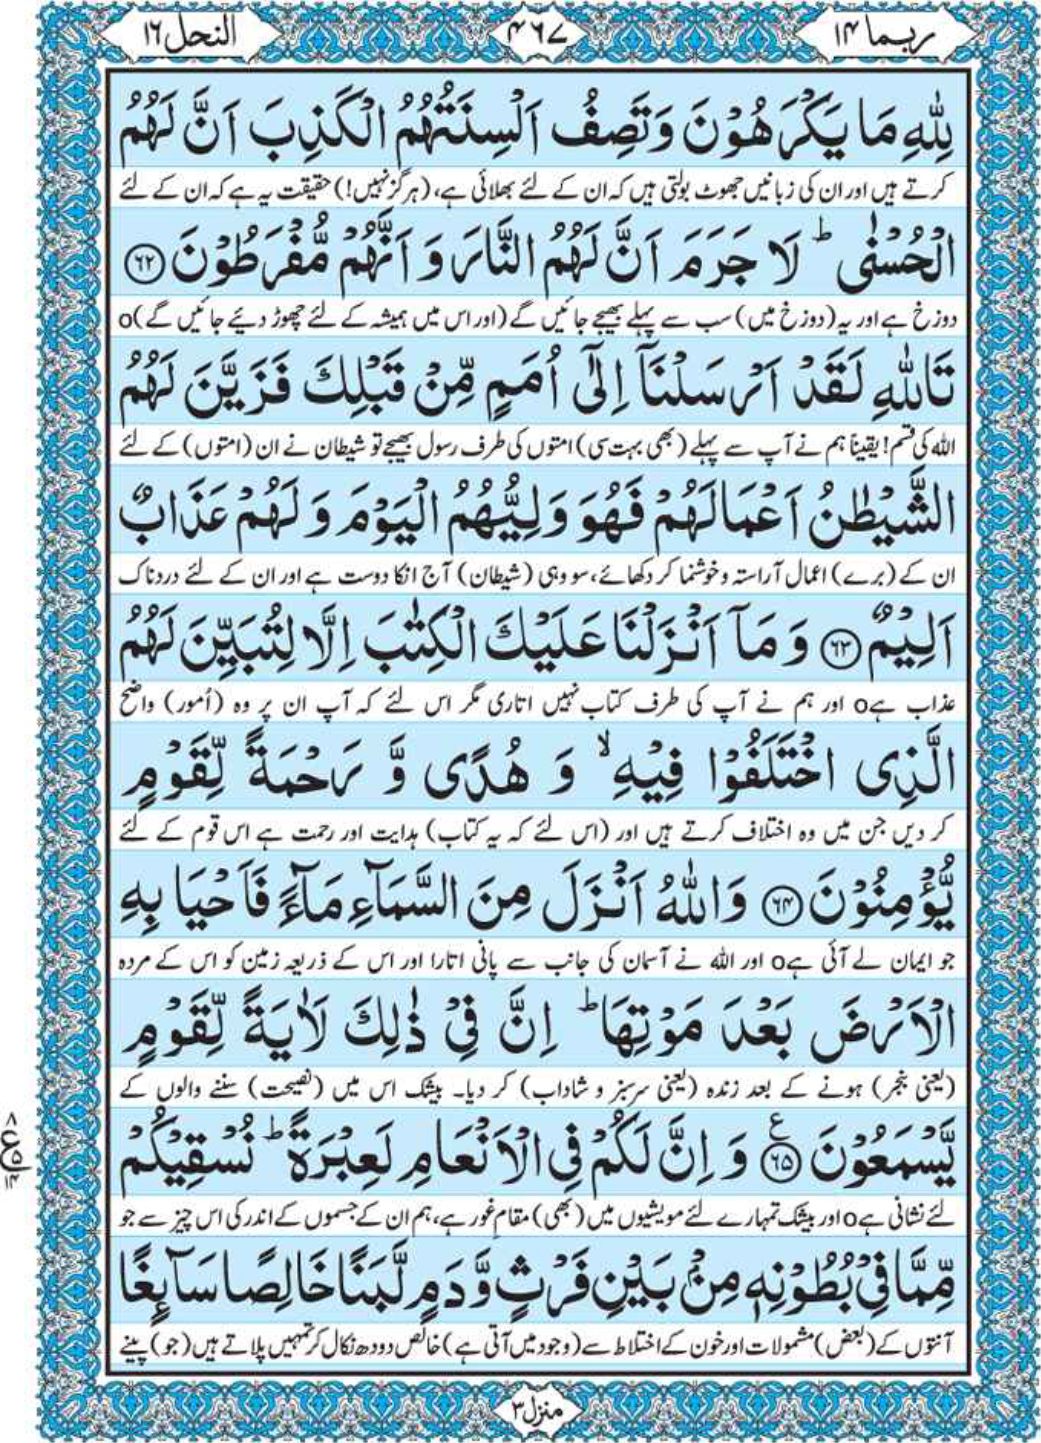 ربما ۱۴
۴۶۷
النحل ۱۶
لِلّٰهِ مَا يَكْرَهُوْنَ وَتَصِفُ اَلْسِنَتُهُمُ الْكَذِبَ اَنَّ لَهُمُ
کرتے ہیں اور ان کی زبانیں جھوٹ بولتی ہیں کہ ان کے لئے بھلائی ہے، (ہرگز نہیں!) حقیقت یہ ہے کہ ان کے لئے
الْحُسْنٰى ؕ لَا جَرَمَ اَنَّ لَهُمُ النَّارَ وَ اَنَّهُمْ مُّفْرَطُوْنَ ﴿۶۲﴾
دوزخ ہے اور یہ (دوزخ میں) سب سے پہلے بھیجے جائیں گے (اور اس میں ہمیشہ کے لئے چھوڑ دیئے جائیں گے)o
تَاللّٰهِ لَقَدْ اَرْسَلْنَاۤ اِلٰۤى اُمَمٍ مِّنْ قَبْلِكَ فَزَيَّنَ لَهُمُ
اللہ کی قسم! یقیناً ہم نے آپ سے پہلے (بھی بہت سی) امتوں کی طرف رسول بھیجے تو شیطان نے ان (امتوں) کے لئے
الشَّيْطٰنُ اَعْمَالَهُمْ فَهُوَ وَلِيُّهُمُ الْيَوْمَ وَ لَهُمْ عَذَابٌ
ان کے (برے) اعمال آراستہ و خوشنما کر دکھائے، سو وہی (شیطان) آج انکا دوست ہے اور ان کے لئے دردناک
اَلِيْمٌ ﴿۶۳﴾ وَ مَاۤ اَنْزَلْنَا عَلَيْكَ الْكِتٰبَ اِلَّا لِتُبَيِّنَ لَهُمُ
عذاب ہےo اور ہم نے آپ کی طرف کتاب نہیں اتاری مگر اس لئے کہ آپ ان پر وہ (اُمور) واضح
الَّذِى اخْتَلَفُوْا فِيْهِ ۙ وَ هُدًى وَّ رَحْمَةً لِّقَوْمٍ
کر دیں جن میں وہ اختلاف کرتے ہیں اور (اس لئے کہ یہ کتاب) ہدایت اور رحمت ہے اس قوم کے لئے
يُّؤْمِنُوْنَ ﴿۶۴﴾ وَاللّٰهُ اَنْزَلَ مِنَ السَّمَآءِ مَآءً فَاَحْيَا بِهِ
جو ایمان لے آئی ہےo اور اللہ نے آسمان کی جانب سے پانی اتارا اور اس کے ذریعہ زمین کو اس کے مردہ
الْاَرْضَ بَعْدَ مَوْتِهَا ؕ اِنَّ فِىْ ذٰلِكَ لَاٰيَةً لِّقَوْمٍ
(یعنی بنجر) ہونے کے بعد زندہ (یعنی سرسبز و شاداب) کر دیا۔ بیشک اس میں (نصیحت) سننے والوں کے
يَّسْمَعُوْنَ ﴿۶۵﴾ ع وَ اِنَّ لَكُمْ فِى الْاَنْعَامِ لَعِبْرَةً ؕ نُسْقِيْكُمْ
لئے نشانی ہےo اور بیشک تمہارے لئے مویشیوں میں (بھی) مقامِ غور ہے، ہم ان کے جسموں کے اندر کی اس چیز سے جو
مِّمَّا فِىْ بُطُوْنِهٖ مِنْۢ بَيْنِ فَرْثٍ وَّدَمٍ لَّبَنًا خَالِصًا سَآئِغًا
آنتوں کے (بعض) مشمولات اور خون کے اختلاط سے (وجود میں آتی ہے) خالص دودھ نکال کر تمہیں پلاتے ہیں (جو) پینے
منزل ۳